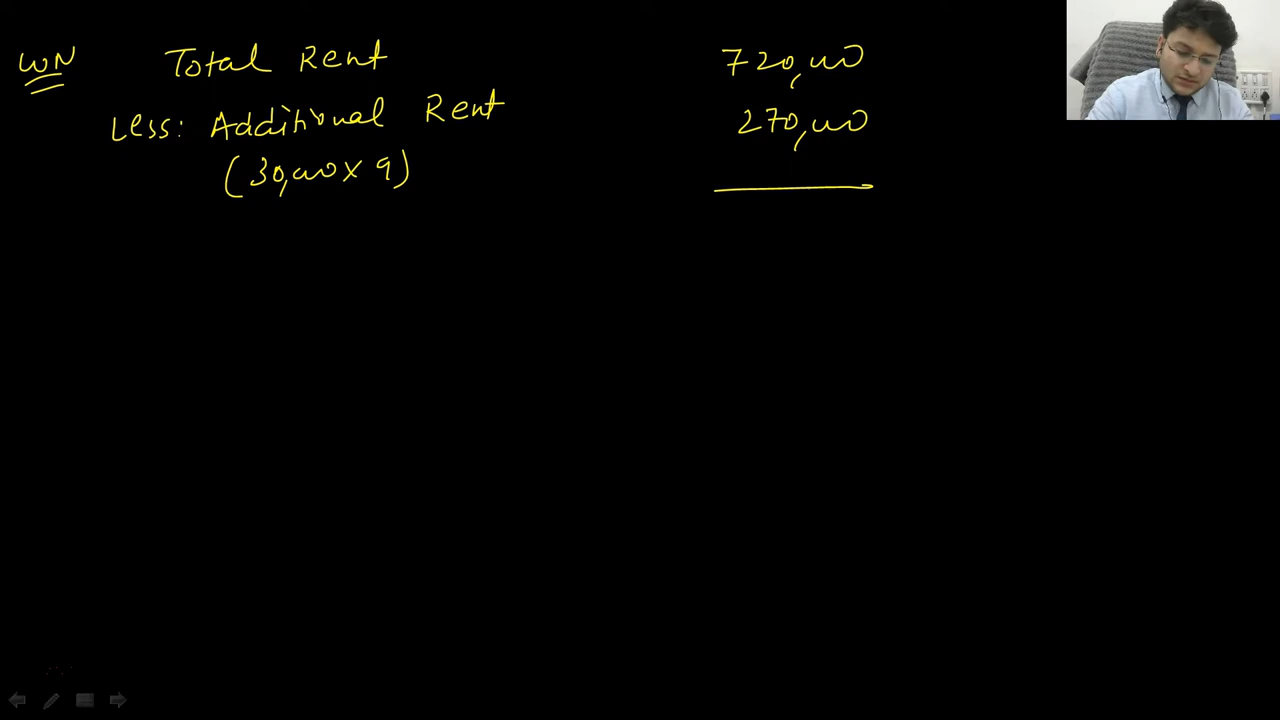 WN Total Rent 720,000
Less: Additional Rent 270,000
(30,000 x 9)